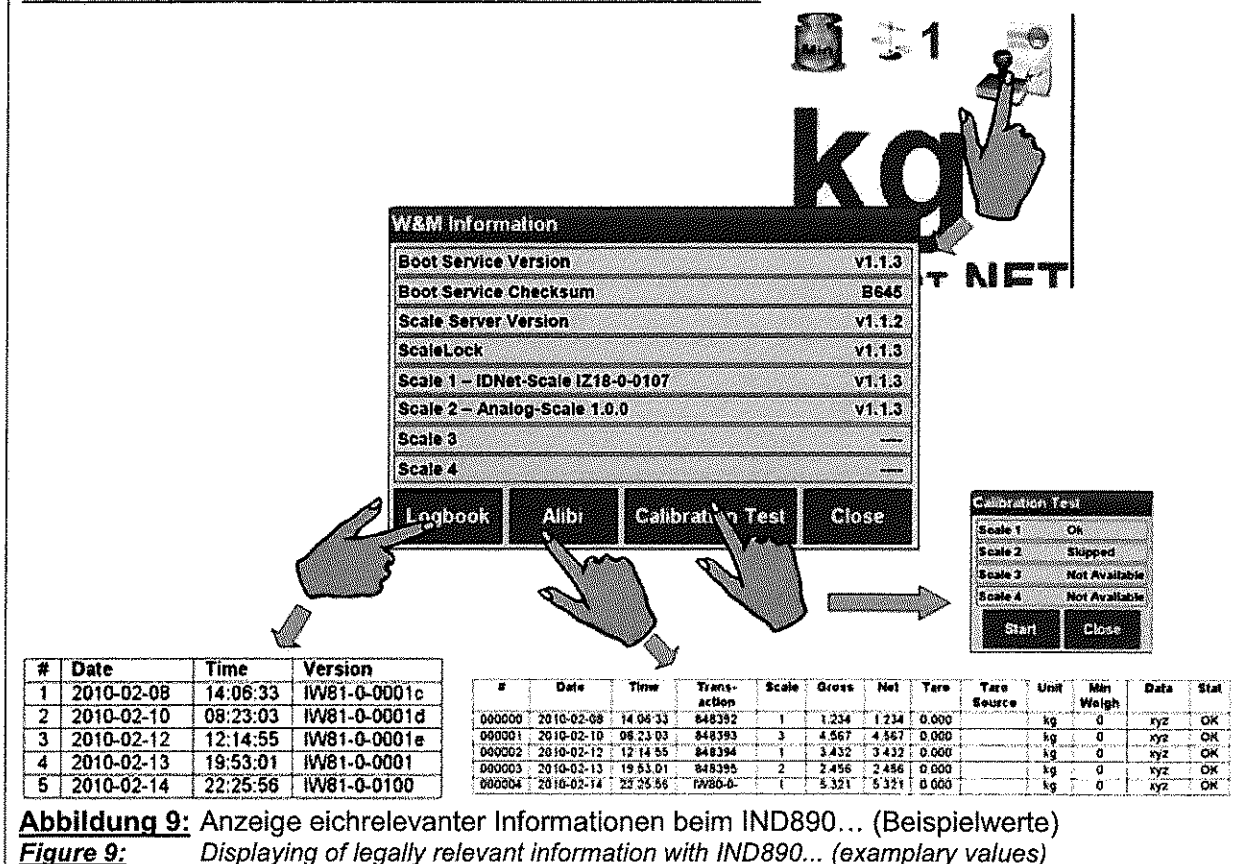 Min 1
kg
NET
W&M Information
Boot Service Version v1.1.3
Boot Service Checksum B645
Scale Server Version v1.1.2
ScaleLock v1.1.3
Scale 1 – IDNet-Scale IZ18-0-0107 v1.1.3
Scale 2 – Analog-Scale 1.0.0 v1.1.3
Scale 3 ----
Scale 4 ----
Logbook Alibi Calibration Test Close
Calibration Test
Scale 1 Ok
Scale 2 Skipped
Scale 3 Not Available
Scale 4 Not Available
Start Close
# Date Time Version
1 2010-02-08 14:06:33 IW81-0-0001c
2 2010-02-10 08:23:03 IW81-0-0001d
3 2010-02-12 12:14:55 IW81-0-0001e
4 2010-02-13 19:53:01 IW81-0-0001
5 2010-02-14 22:25:56 IW81-0-0100
# Date Time Trans-action Scale Gross Net Tare Tare Source Unit Min Weigh Data Stat
000000 2010-02-08 14:06:33 848392 1 1.234 1.234 0.000 kg 0 xyz OK
000001 2010-02-10 08:23:03 848393 3 4.567 4.567 0.000 kg 0 xyz OK
000002 2010-02-12 12:14:55 848394 1 3.432 3.432 0.000 kg 0 xyz OK
000003 2010-02-13 19:53:01 848395 2 2.456 2.456 0.000 kg 0 xyz OK
000004 2010-02-14 22:25:56 IW80-0- 1 5.321 5.321 0.000 kg 0 xyz OK
Abbildung 9: Anzeige eichrelevanter Informationen beim IND890... (Beispielwerte)
Figure 9: Displaying of legally relevant information with IND890... (examplary values)